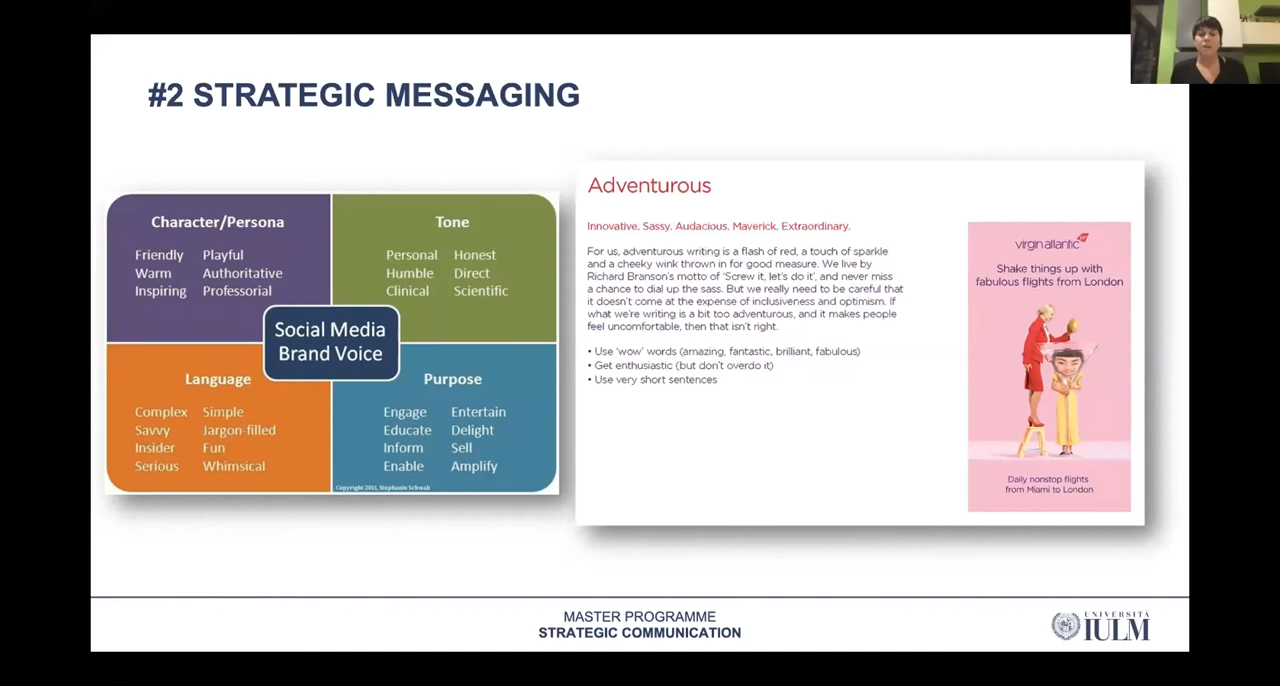 #2 STRATEGIC MESSAGING
Character/Persona
Friendly Playful
Warm Authoritative
Inspiring Professorial
Tone
Personal Honest
Humble Direct
Clinical Scientific
Social Media
Brand Voice
Language
Complex Simple
Savvy Jargon-filled
Insider Fun
Serious Whimsical
Purpose
Engage Entertain
Educate Delight
Inform Sell
Enable Amplify
Copyright 2011, Stephanie Schwab
Adventurous
Innovative. Sassy. Audacious. Maverick. Extraordinary.
For us, adventurous writing is a flash of red, a touch of sparkle
and a cheeky wink thrown in for good measure. We live by
Richard Branson's motto of 'Screw it, let's do it', and never miss
a chance to dial up the sass. But we really need to be careful that
it doesn't come at the expense of inclusiveness and optimism. If
what we're writing is a bit too adventurous, and it makes people
feel uncomfortable, then that isn't right.
• Use 'wow' words (amazing, fantastic, brilliant, fabulous)
• Get enthusiastic (but don't overdo it)
• Use very short sentences
virgin atlantic
Shake things up with
fabulous flights from London
Daily nonstop flights
from Miami to London
MASTER PROGRAMME
STRATEGIC COMMUNICATION
UNIVERSITÀ
IULM